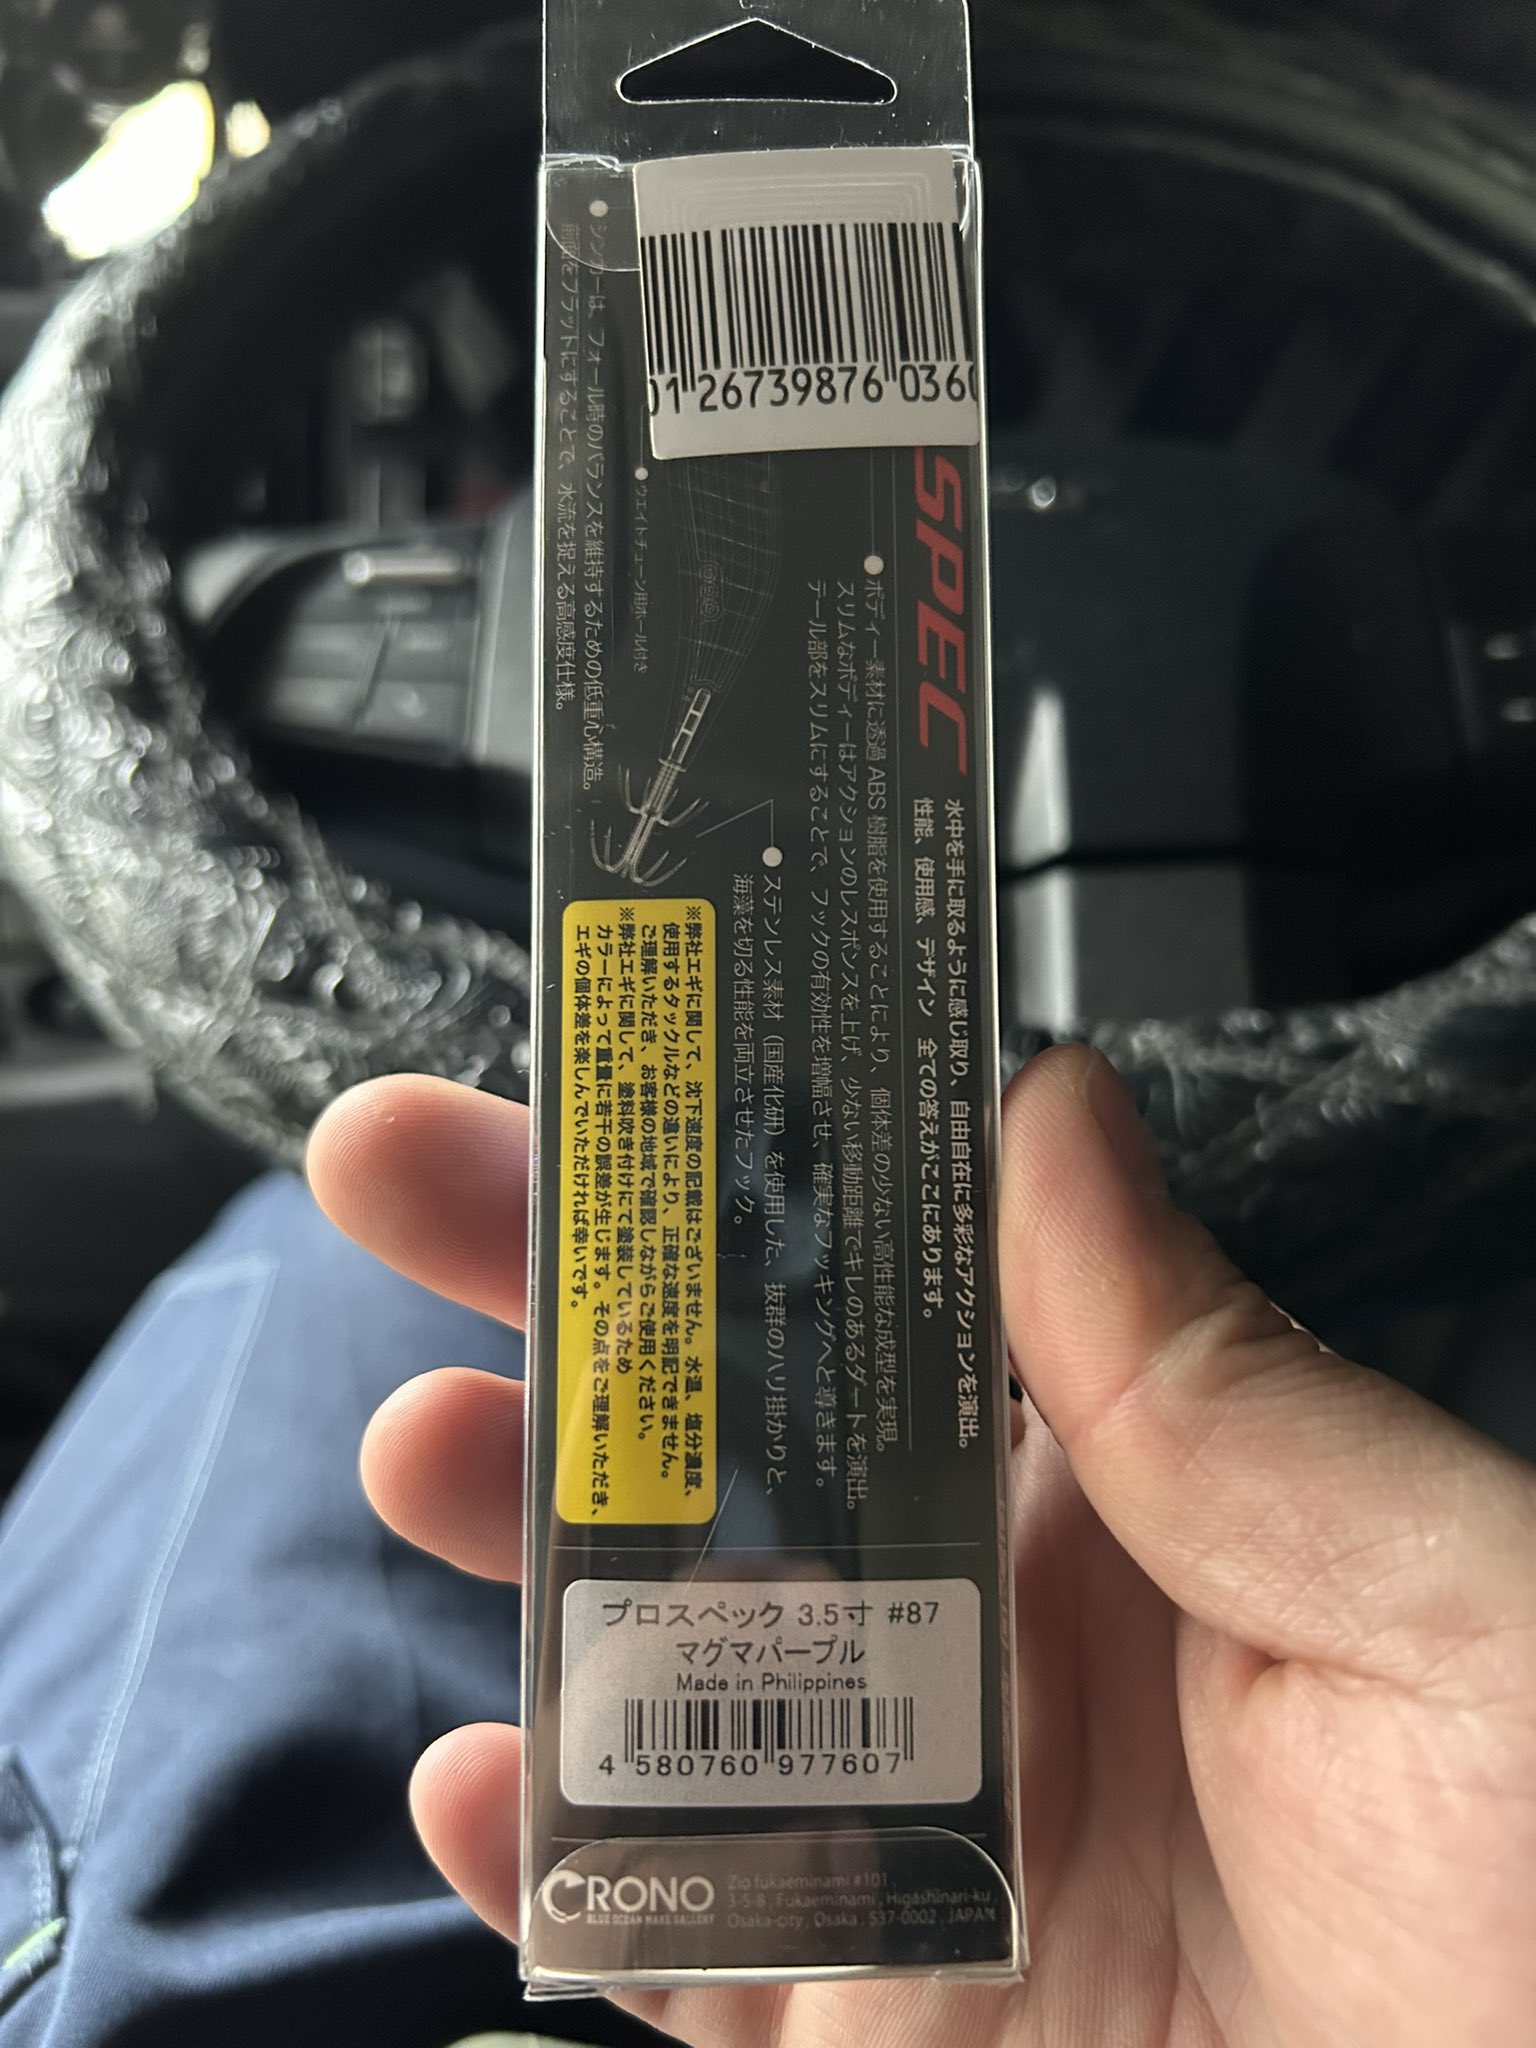 01 26739876 036
SPEC
水中を手に取るように感じ取り、自由自在に多彩なアクションを演出。
性能、使用感、デザイン 全ての答えがここにあります。
ボディー素材に透過 ABS 樹脂を使用することにより、個体差の少ない高性能な成型を実現。
スリムなボディーはアクションのレスポンスを上げ、少ない移動距離でキレのあるダートを演出。
テール部をスリムにすることで、フックの有効性を増幅させ、確実なフッキングへと導きます。
ステンレス素材（国産化研）を使用した、抜群のハリ掛かりと、
海藻を切る性能を両立させたフック。
ウエイトチューン用ホール付き
シンカーは、フォール時のバランスを維持するための低重心構造。
前面をフラットにすることで、水流を捉える高感度仕様。
※弊社エギに関して、沈下速度の記載はございません。水温、塩分濃度、
使用するタックルなどの違いにより、正確な速度を明記できません。
ご理解いただき、お客様の地域で確認しながらご使用ください。
※弊社エギに関して、塗料吹き付けにて塗装しているため
カラーによって重量に若干の誤差が生じます。その点をご理解いただき、
エギの個体差を楽しんでいただければ幸いです。
プロスペック 3.5寸 #87
マグマパープル
Made in Philippines
4 580760 977607
CRONO
BLUE OCEAN MAKE GALLERY
Zio fukaeminami #101,
3-5-8, Fukaeminami, Higashinari-ku,
Osaka-city, Osaka, 537-0002, JAPAN